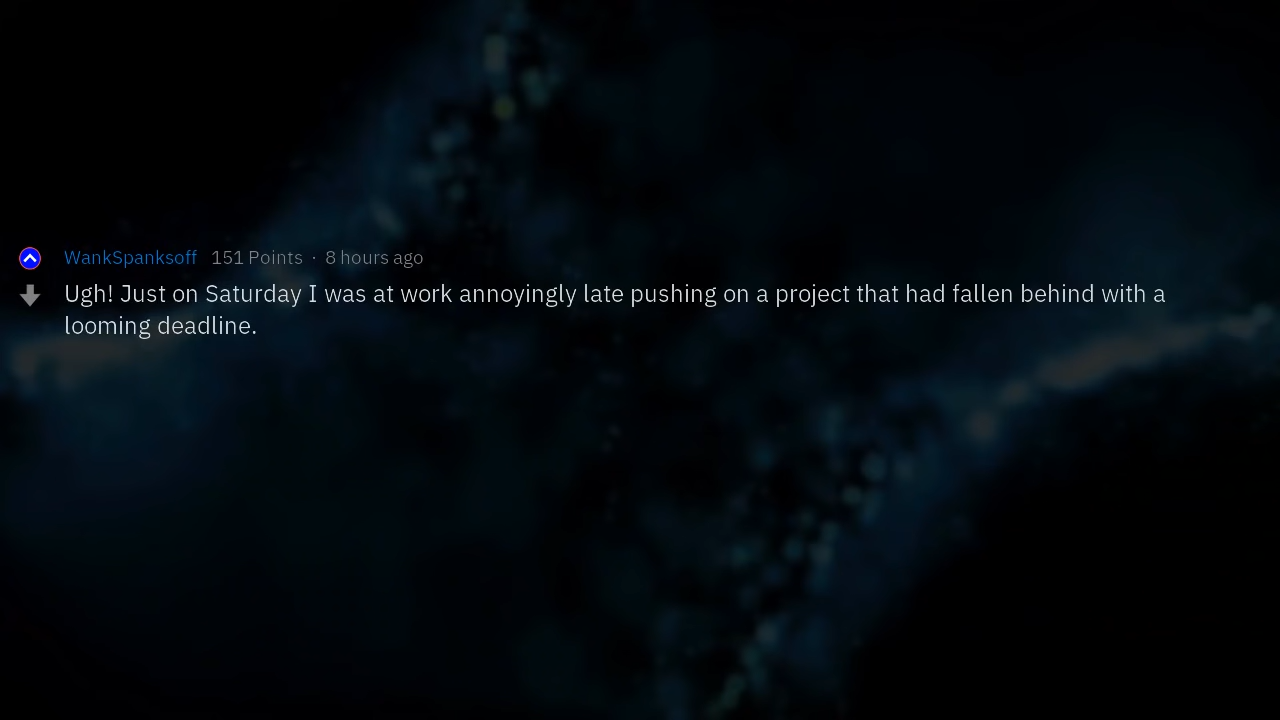 WankSpanksoff 151 Points · 8 hours ago
Ugh! Just on Saturday I was at work annoyingly late pushing on a project that had fallen behind with a
looming deadline.